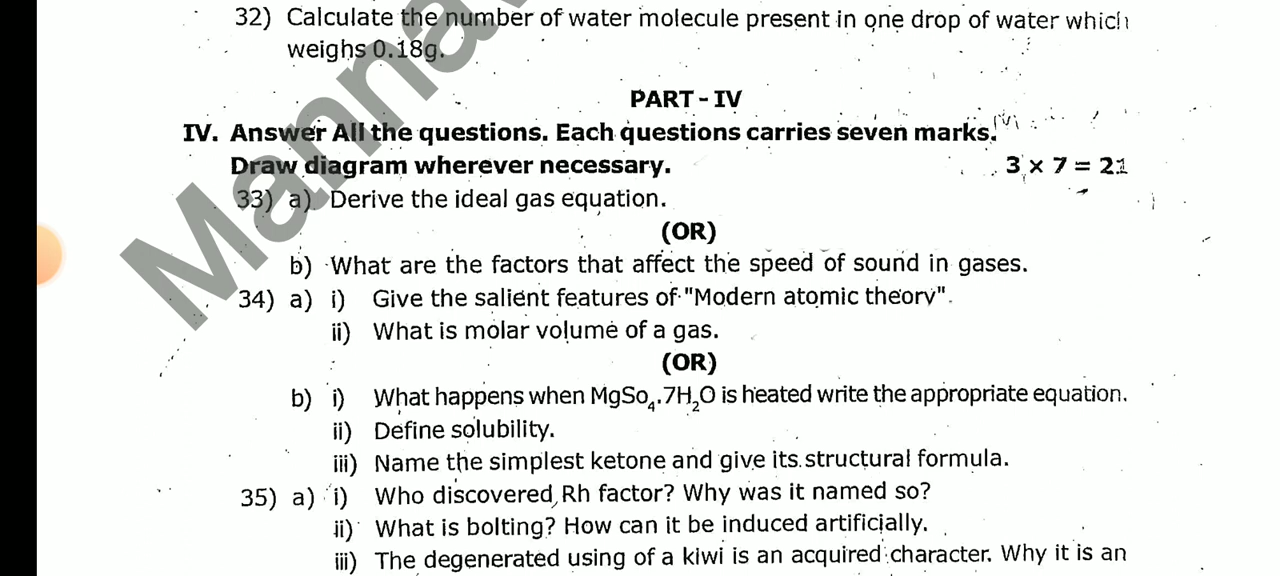 32) Calculate the number of water molecule present in one drop of water which
weighs 0.18g.
PART - IV
IV. Answer All the questions. Each questions carries seven marks.
Draw diagram wherever necessary. 3 x 7 = 21
33) a) Derive the ideal gas equation.
(OR)
b) What are the factors that affect the speed of sound in gases.
34) a) i) Give the salient features of "Modern atomic theory".
ii) What is molar volume of a gas.
(OR)
b) i) What happens when MgSo₄.7H₂O is heated write the appropriate equation.
ii) Define solubility.
iii) Name the simplest ketone and give its structural formula.
35) a) i) Who discovered Rh factor? Why was it named so?
ii) What is bolting? How can it be induced artificially.
iii) The degenerated using of a kiwi is an acquired character. Why it is an